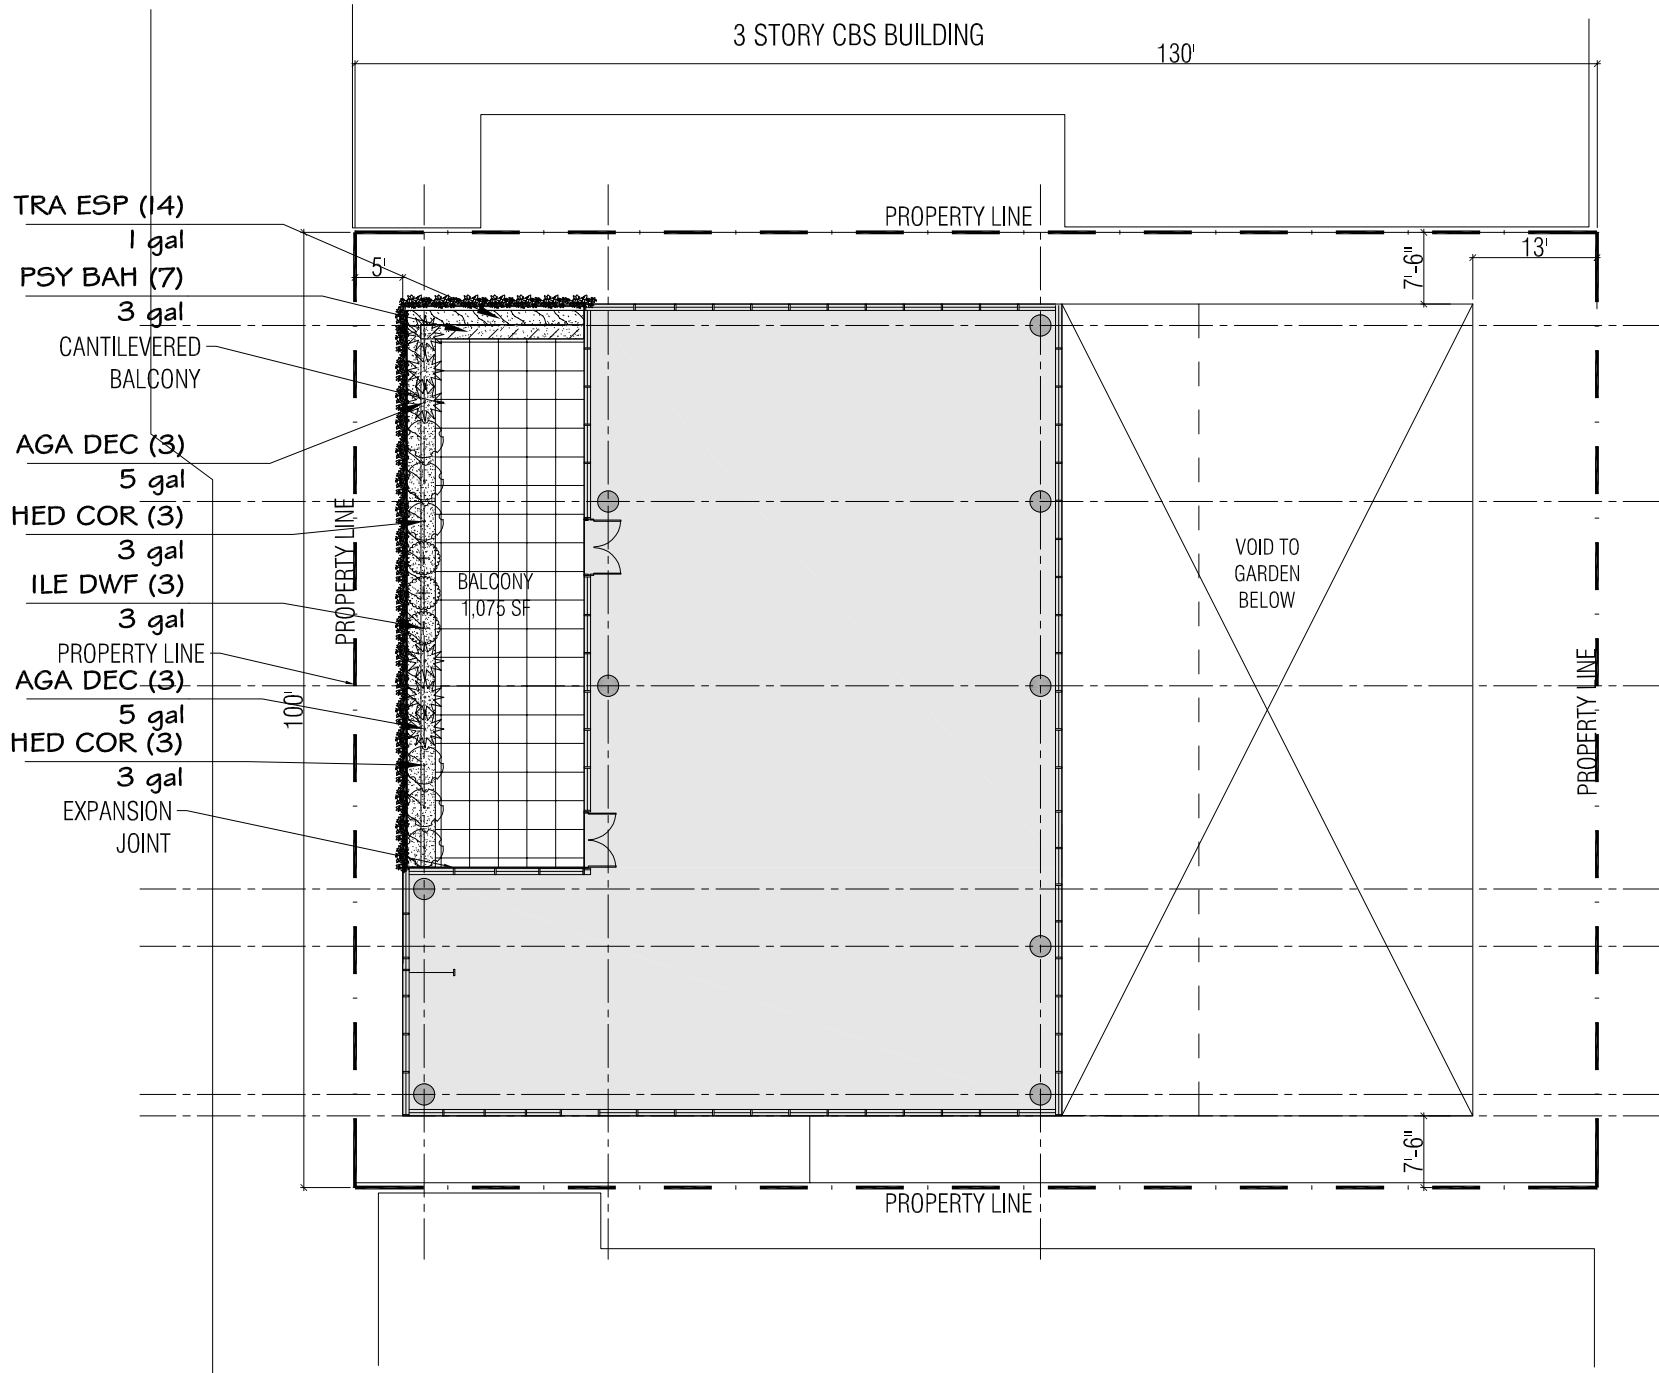 3 STORY CBS BUILDING
130'
TRA ESP (14)
1 gal
PROPERTY LINE
5'
7'-6"
13'
PSY BAH (7)
3 gal
CANTILEVERED
BALCONY
AGA DEC (3)
5 gal
HED COR (3)
3 gal
PROPERTY LINE
VOID TO
GARDEN
BELOW
ILE DWF (3)
3 gal
BALCONY
1,075 SF
PROPERTY LINE
AGA DEC (3)
5 gal
100'
PROPERTY LINE
HED COR (3)
3 gal
EXPANSION
JOINT
7'-6"
PROPERTY LINE